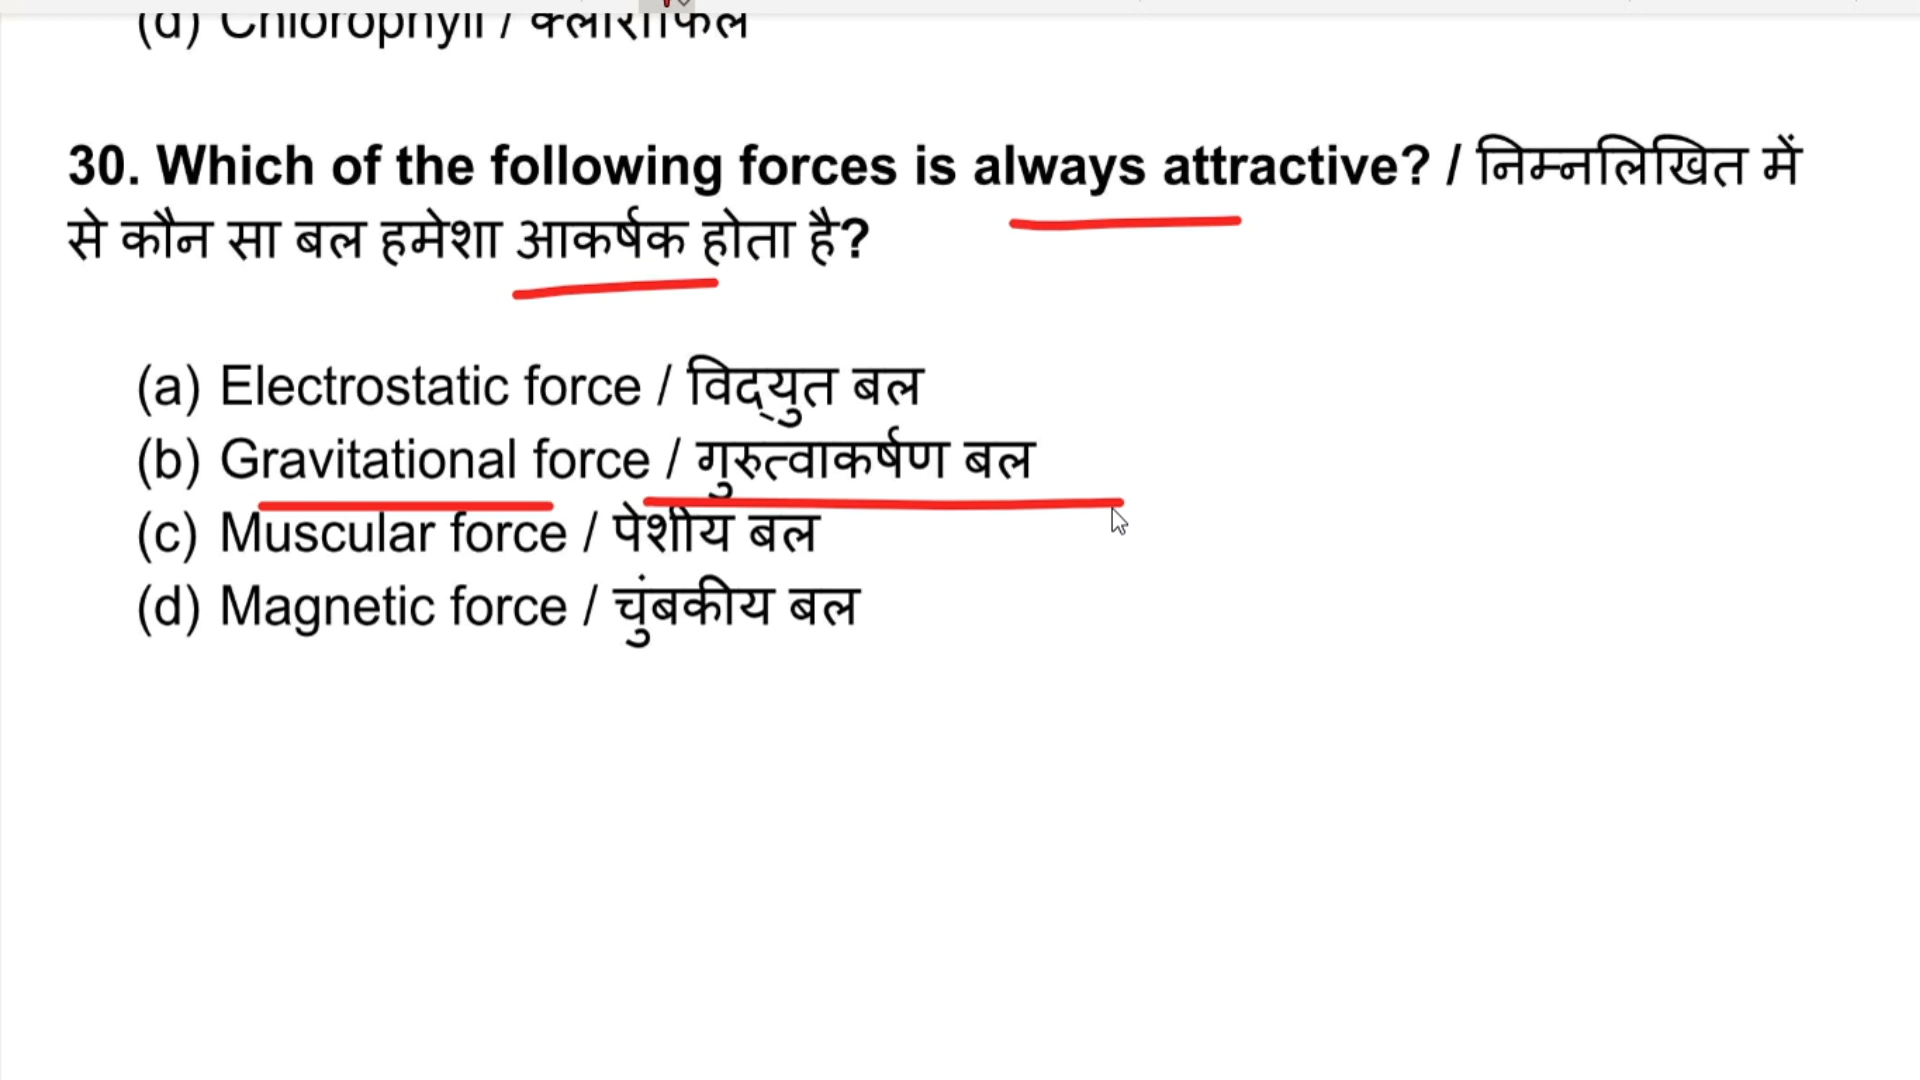 (d) Chlorophyll / क्लोरोफिल
30. Which of the following forces is always attractive? / निम्नलिखित में
से कौन सा बल हमेशा आकर्षक होता है?
(a) Electrostatic force / विद्युत बल
(b) Gravitational force / गुरुत्वाकर्षण बल
(c) Muscular force / पेशीय बल
(d) Magnetic force / चुंबकीय बल